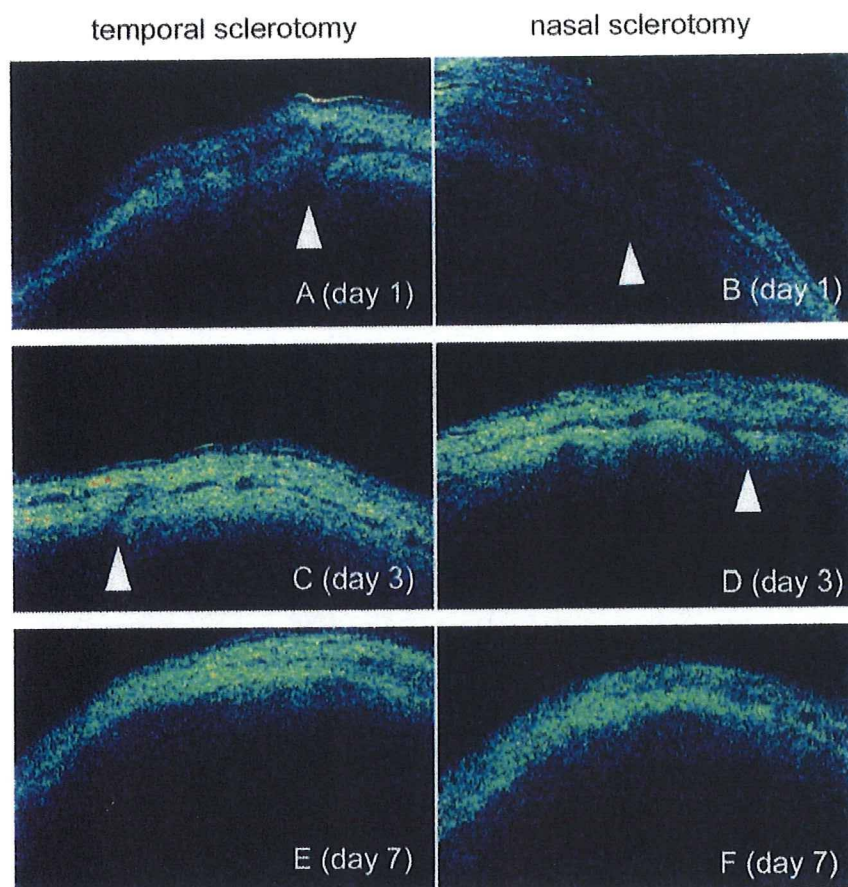 temporal sclerotomy
nasal sclerotomy
A (day 1)
B (day 1)
C (day 3)
D (day 3)
E (day 7)
F (day 7)